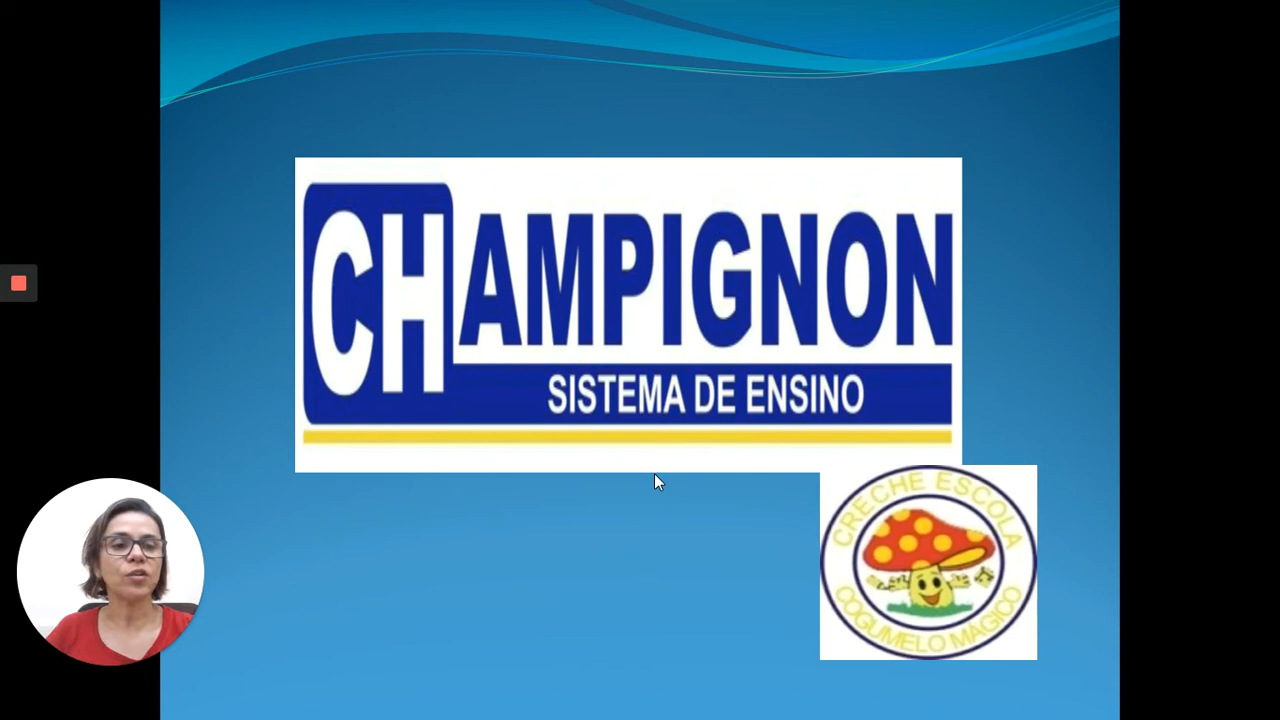 CHAMPIGNON
SISTEMA DE ENSINO
CRECHE ESCOLA
COGUMELO MÁGICO